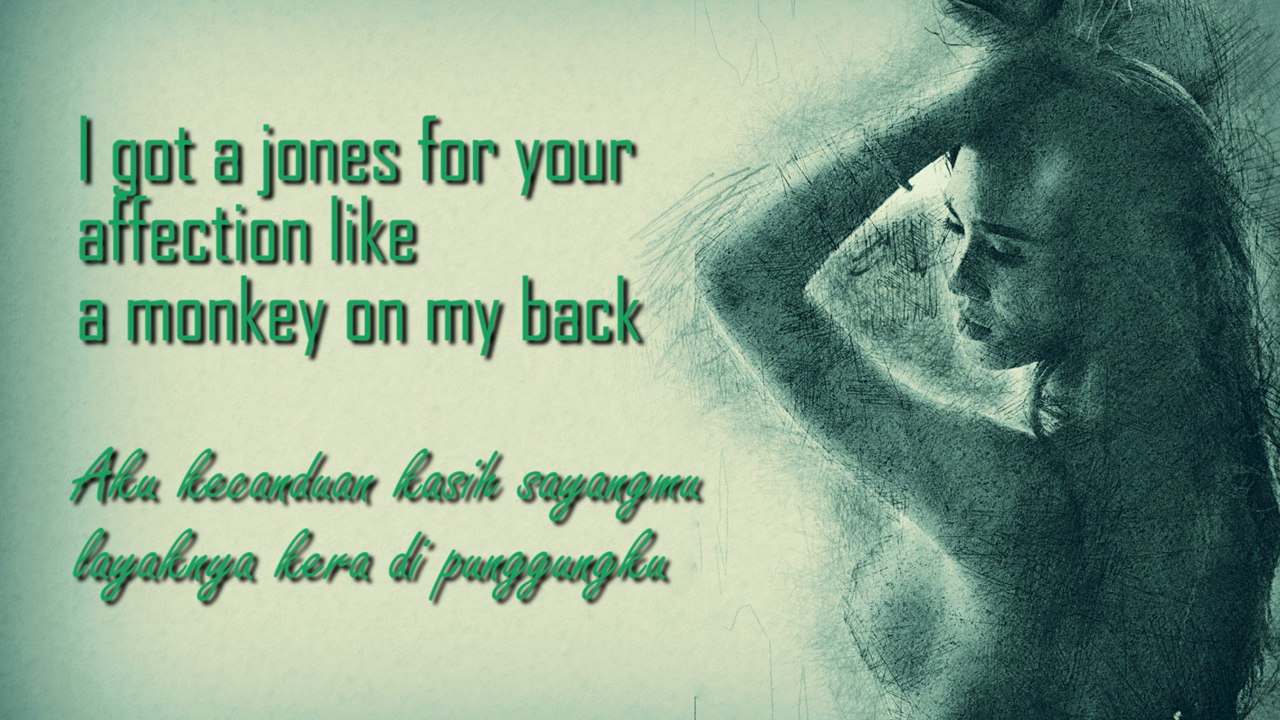 I got a jones for your
affection like
a monkey on my back
Aku kecanduan kasih sayangmu
layaknya kera di punggungku